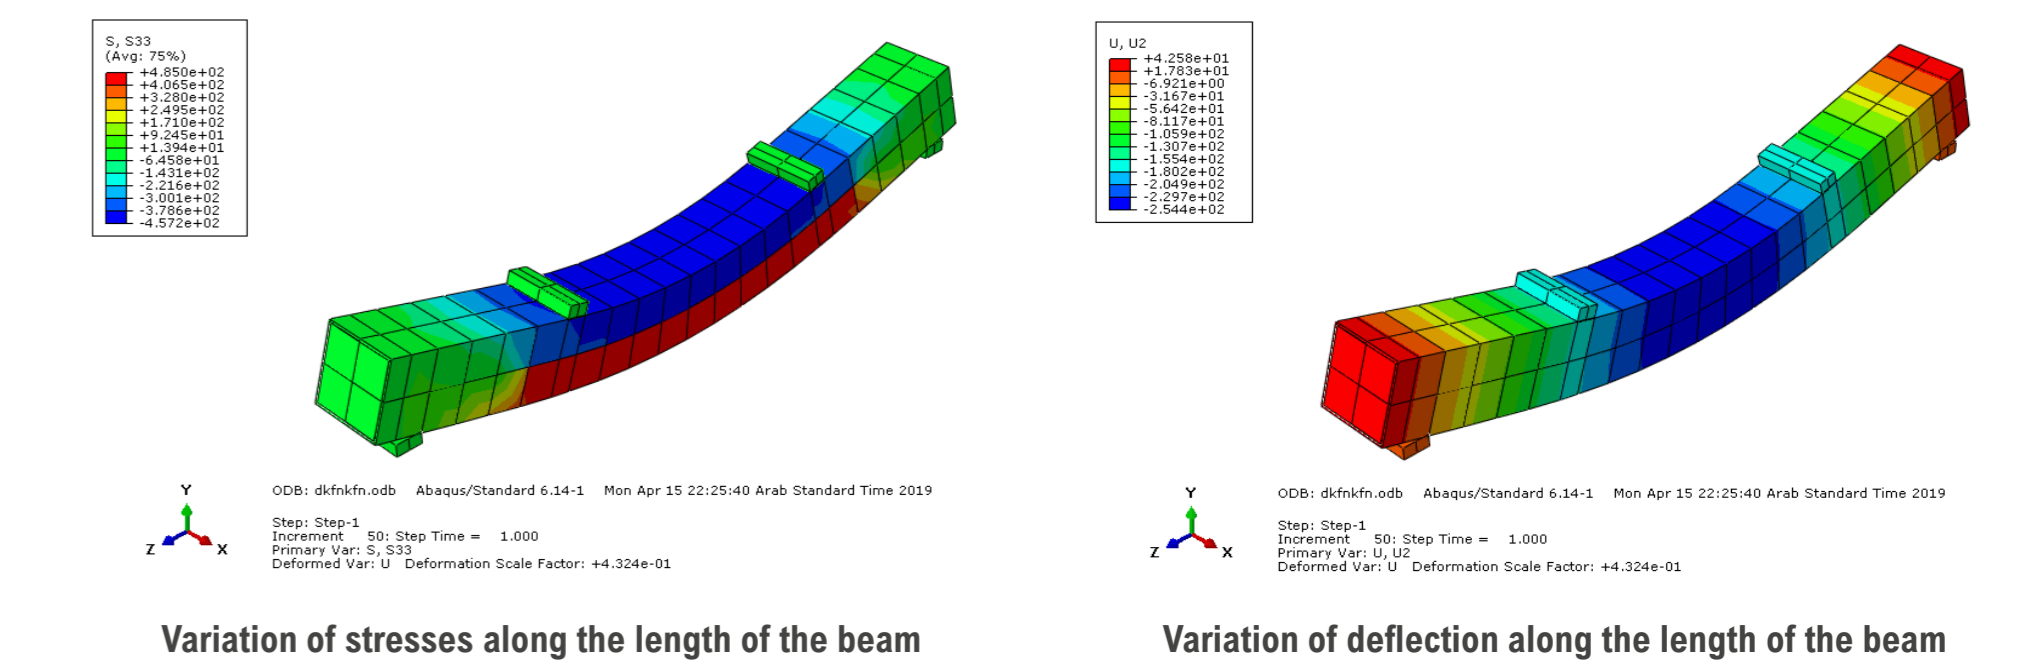 S, S33
(Avg: 75%)
+4.850e+02
+4.065e+02
+3.280e+02
+2.495e+02
+1.710e+02
+9.245e+01
+1.394e+01
-6.458e+01
-1.431e+02
-2.216e+02
-3.001e+02
-3.786e+02
-4.572e+02
Y
Z
X
ODB: dkfnkfn.odb Abaqus/Standard 6.14-1 Mon Apr 15 22:25:40 Arab Standard Time 2019
Step: Step-1
Increment 50: Step Time = 1.000
Primary Var: S, S33
Deformed Var: U Deformation Scale Factor: +4.324e-01
Variation of stresses along the length of the beam
U, U2
+4.258e+01
+1.783e+01
-6.921e+00
-3.167e+01
-5.642e+01
-8.117e+01
-1.059e+02
-1.307e+02
-1.554e+02
-1.802e+02
-2.049e+02
-2.297e+02
-2.544e+02
Y
Z
X
ODB: dkfnkfn.odb Abaqus/Standard 6.14-1 Mon Apr 15 22:25:40 Arab Standard Time 2019
Step: Step-1
Increment 50: Step Time = 1.000
Primary Var: U, U2
Deformed Var: U Deformation Scale Factor: +4.324e-01
Variation of deflection along the length of the beam